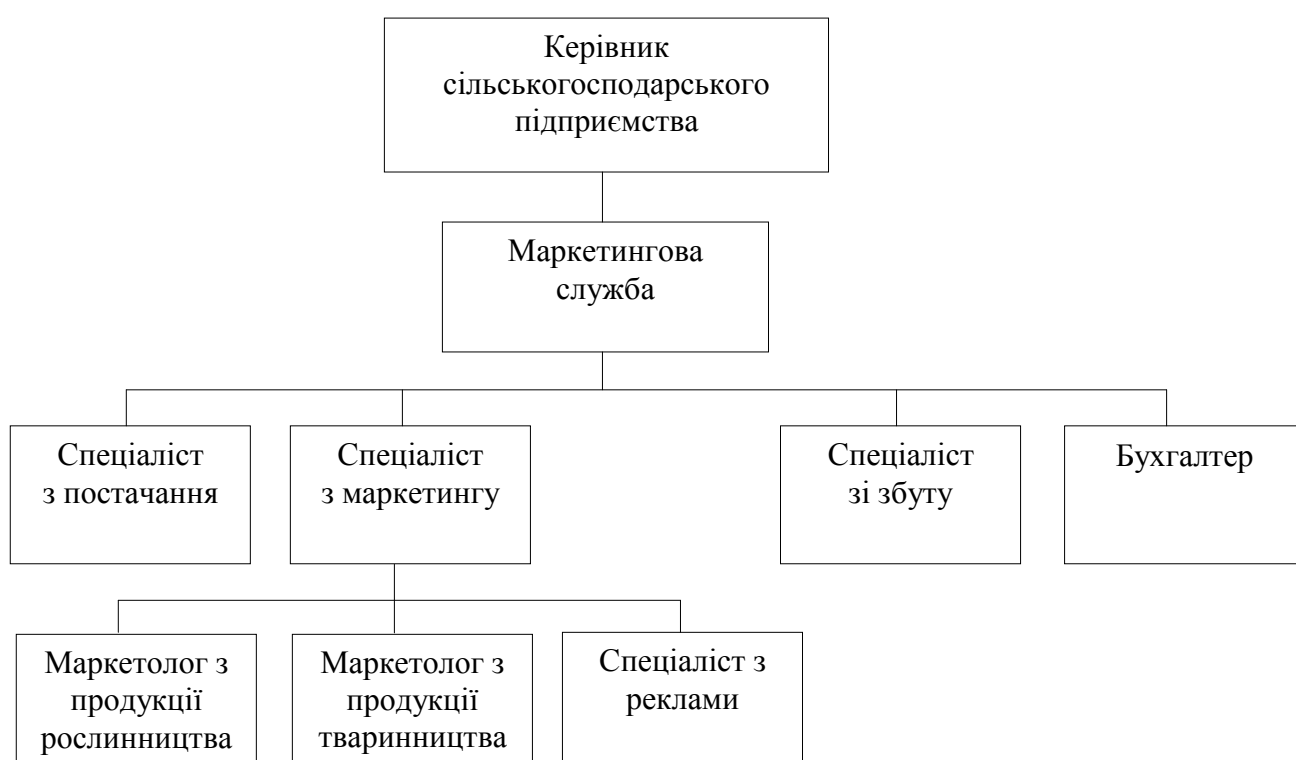 Керівник
сільськогосподарського
підприємства
Маркетингова
служба
Спеціаліст
з постачання
Спеціаліст
з маркетингу
Спеціаліст
зі збуту
Бухгалтер
Маркетолог з
продукції
рослинництва
Маркетолог з
продукції
тваринництва
Спеціаліст з
реклами